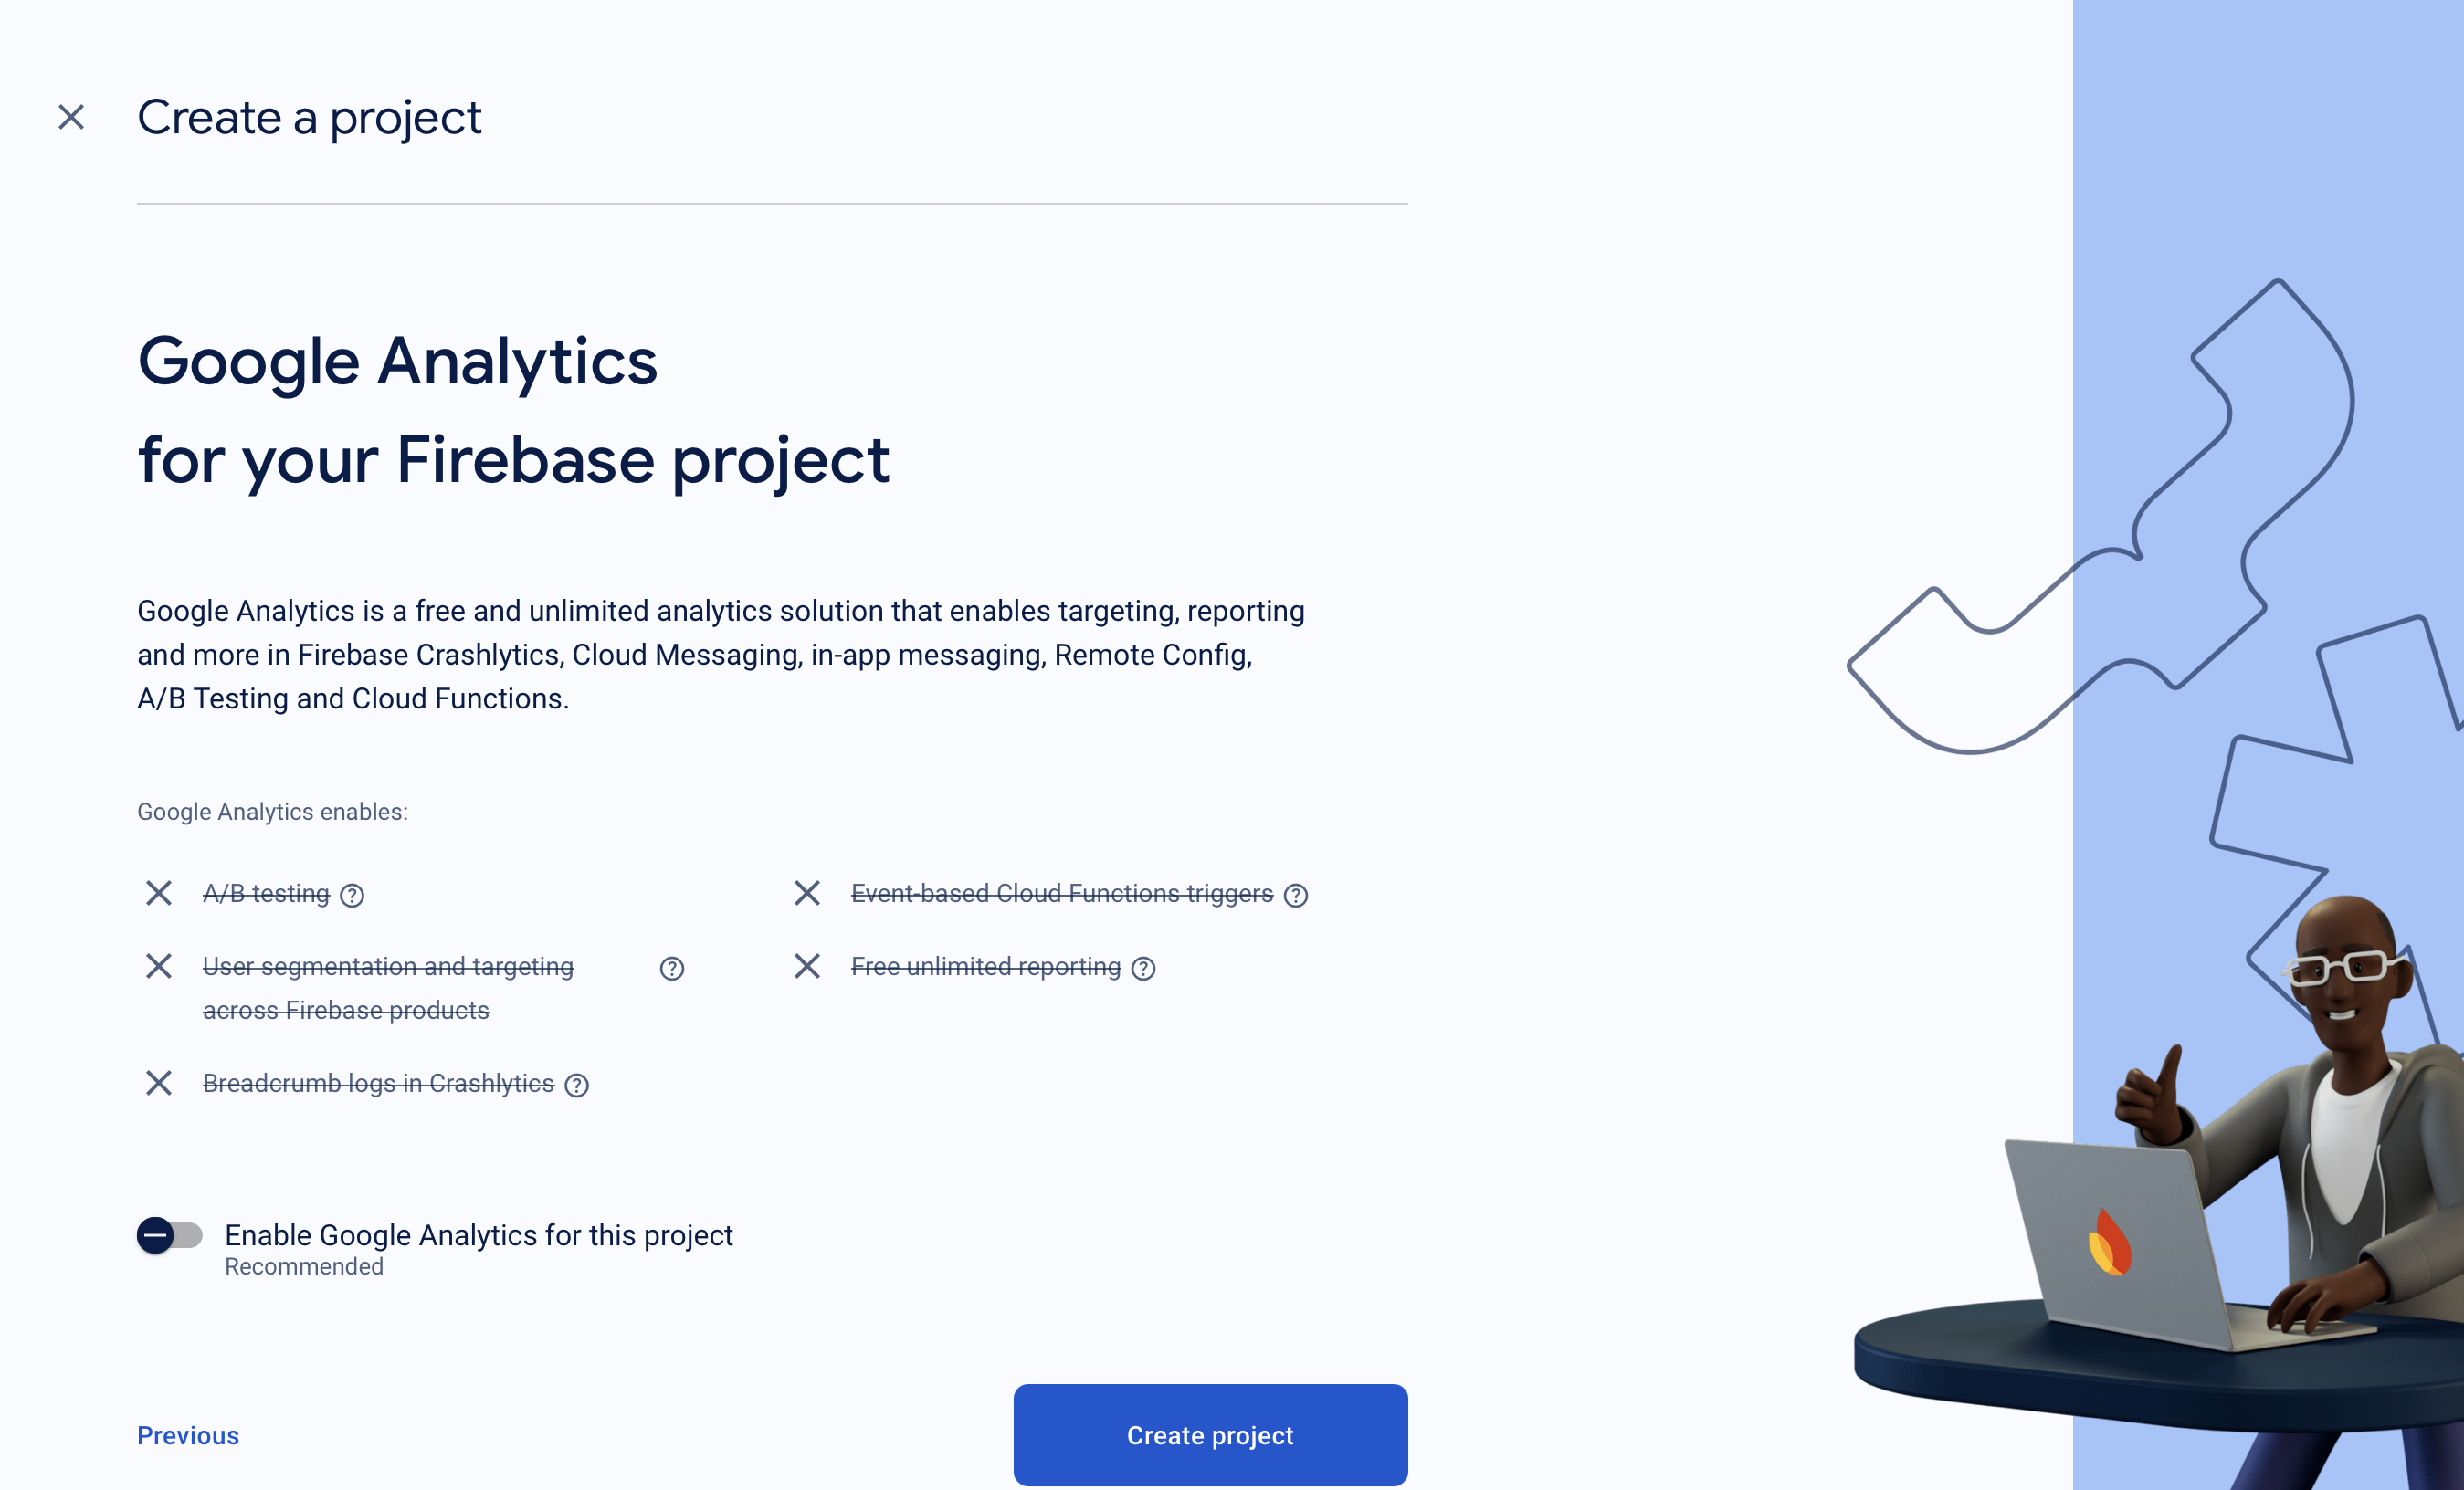 Create a project
Google Analytics
for your Firebase project
Google Analytics is a free and unlimited analytics solution that enables targeting, reporting
and more in Firebase Crashlytics, Cloud Messaging, in-app messaging, Remote Config,
A/B Testing and Cloud Functions.
Google Analytics enables:
A/B testing
Event-based Cloud Functions triggers
User segmentation and targeting
across Firebase products
Free unlimited reporting
Breadcrumb logs in Crashlytics
Enable Google Analytics for this project
Recommended
Previous
Create project